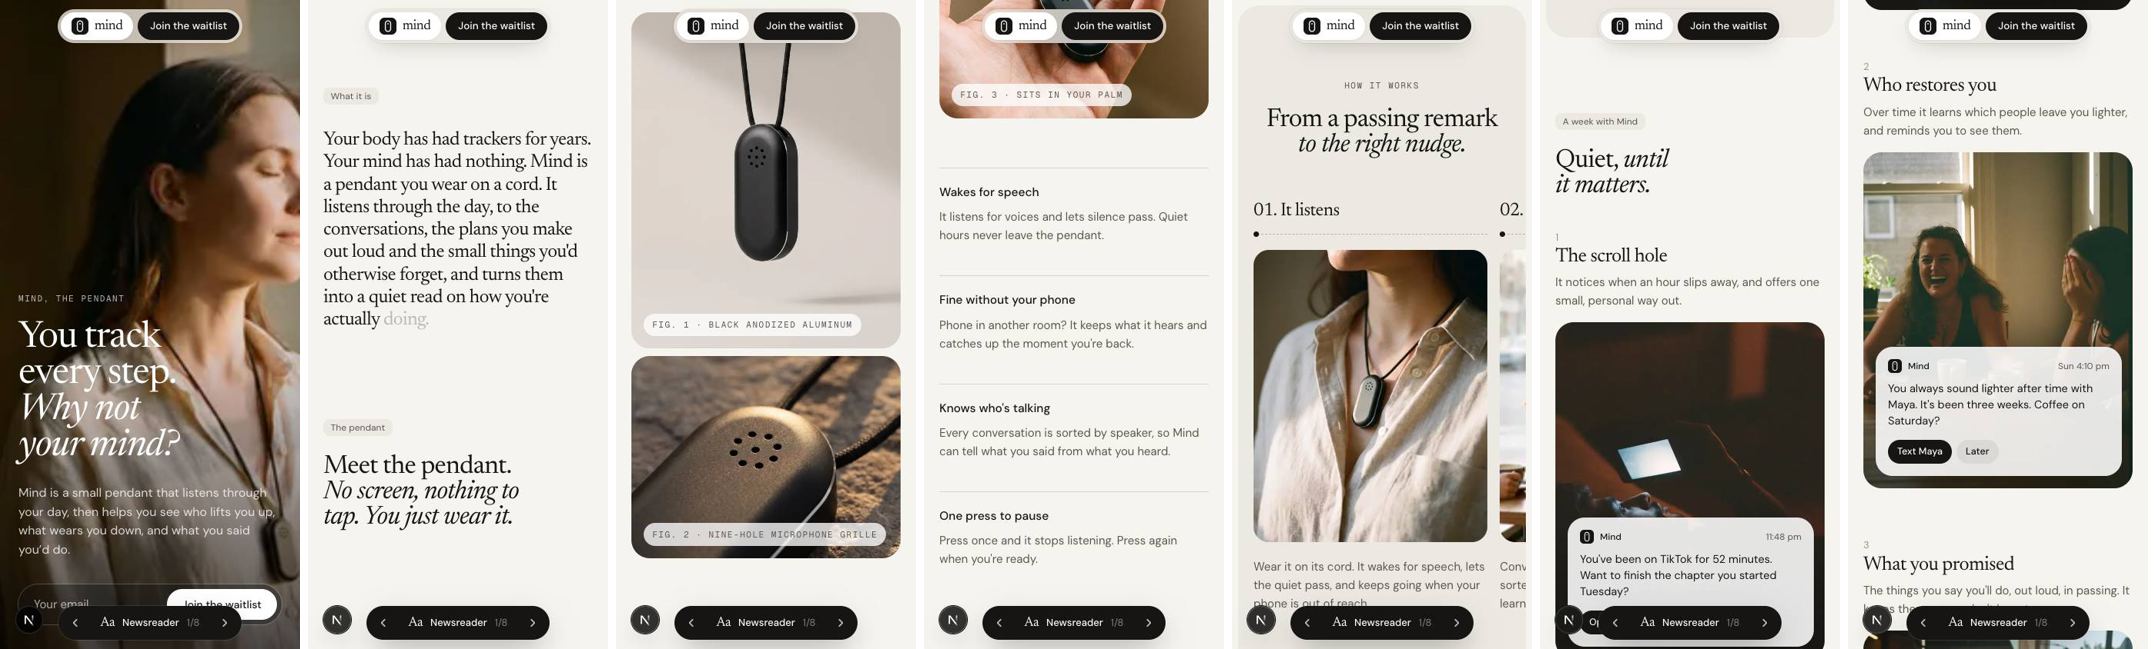 mind
Join the waitlist
MIND, THE PENDANT
You track
every step.
Why not
your mind?
Mind is a small pendant that listens through
your day, then helps you see who lifts you up,
what wears you down, and what you said
you'd do.
Your email
Join the waitlist
N
Aa Newsreader 1/8
mind
Join the waitlist
What it is
Your body has had trackers for years.
Your mind has had nothing. Mind is
a pendant you wear on a cord. It
listens through the day, to the
conversations, the plans you make
out loud and the small things you'd
otherwise forget, and turns them
into a quiet read on how you're
actually doing.
The pendant
Meet the pendant.
No screen, nothing to
tap. You just wear it.
N
Aa Newsreader 1/8
mind
Join the waitlist
FIG. 1 · BLACK ANODIZED ALUMINUM
FIG. 2 · NINE-HOLE MICROPHONE GRILLE
N
Aa Newsreader 1/8
mind
Join the waitlist
FIG. 3 · SITS IN YOUR PALM
Wakes for speech
It listens for voices and lets silence pass. Quiet
hours never leave the pendant.
Fine without your phone
Phone in another room? It keeps what it hears and
catches up the moment you're back.
Knows who's talking
Every conversation is sorted by speaker, so Mind
can tell what you said from what you heard.
One press to pause
Press once and it stops listening. Press again
when you're ready.
N
Aa Newsreader 1/8
mind
Join the waitlist
HOW IT WORKS
From a passing remark
to the right nudge.
01. It listens
02.
Wear it on its cord. It wakes for speech, lets
the quiet pass, and keeps going when your
phone is out of reach.
Conv
sorte
learn
N
Aa Newsreader 1/8
mind
Join the waitlist
A week with Mind
Quiet, until
it matters.
1
The scroll hole
It notices when an hour slips away, and offers one
small, personal way out.
Mind 11:48 pm
You've been on TikTok for 52 minutes.
Want to finish the chapter you started
Tuesday?
N
Aa Newsreader 1/8
mind
Join the waitlist
2
Who restores you
Over time it learns which people leave you lighter,
and reminds you to see them.
Mind Sun 4:10 pm
You always sound lighter after time with
Maya. It's been three weeks. Coffee on
Saturday?
Text Maya
Later
3
What you promised
The things you say you'll do, out loud, in passing. It
N
Aa Newsreader 1/8